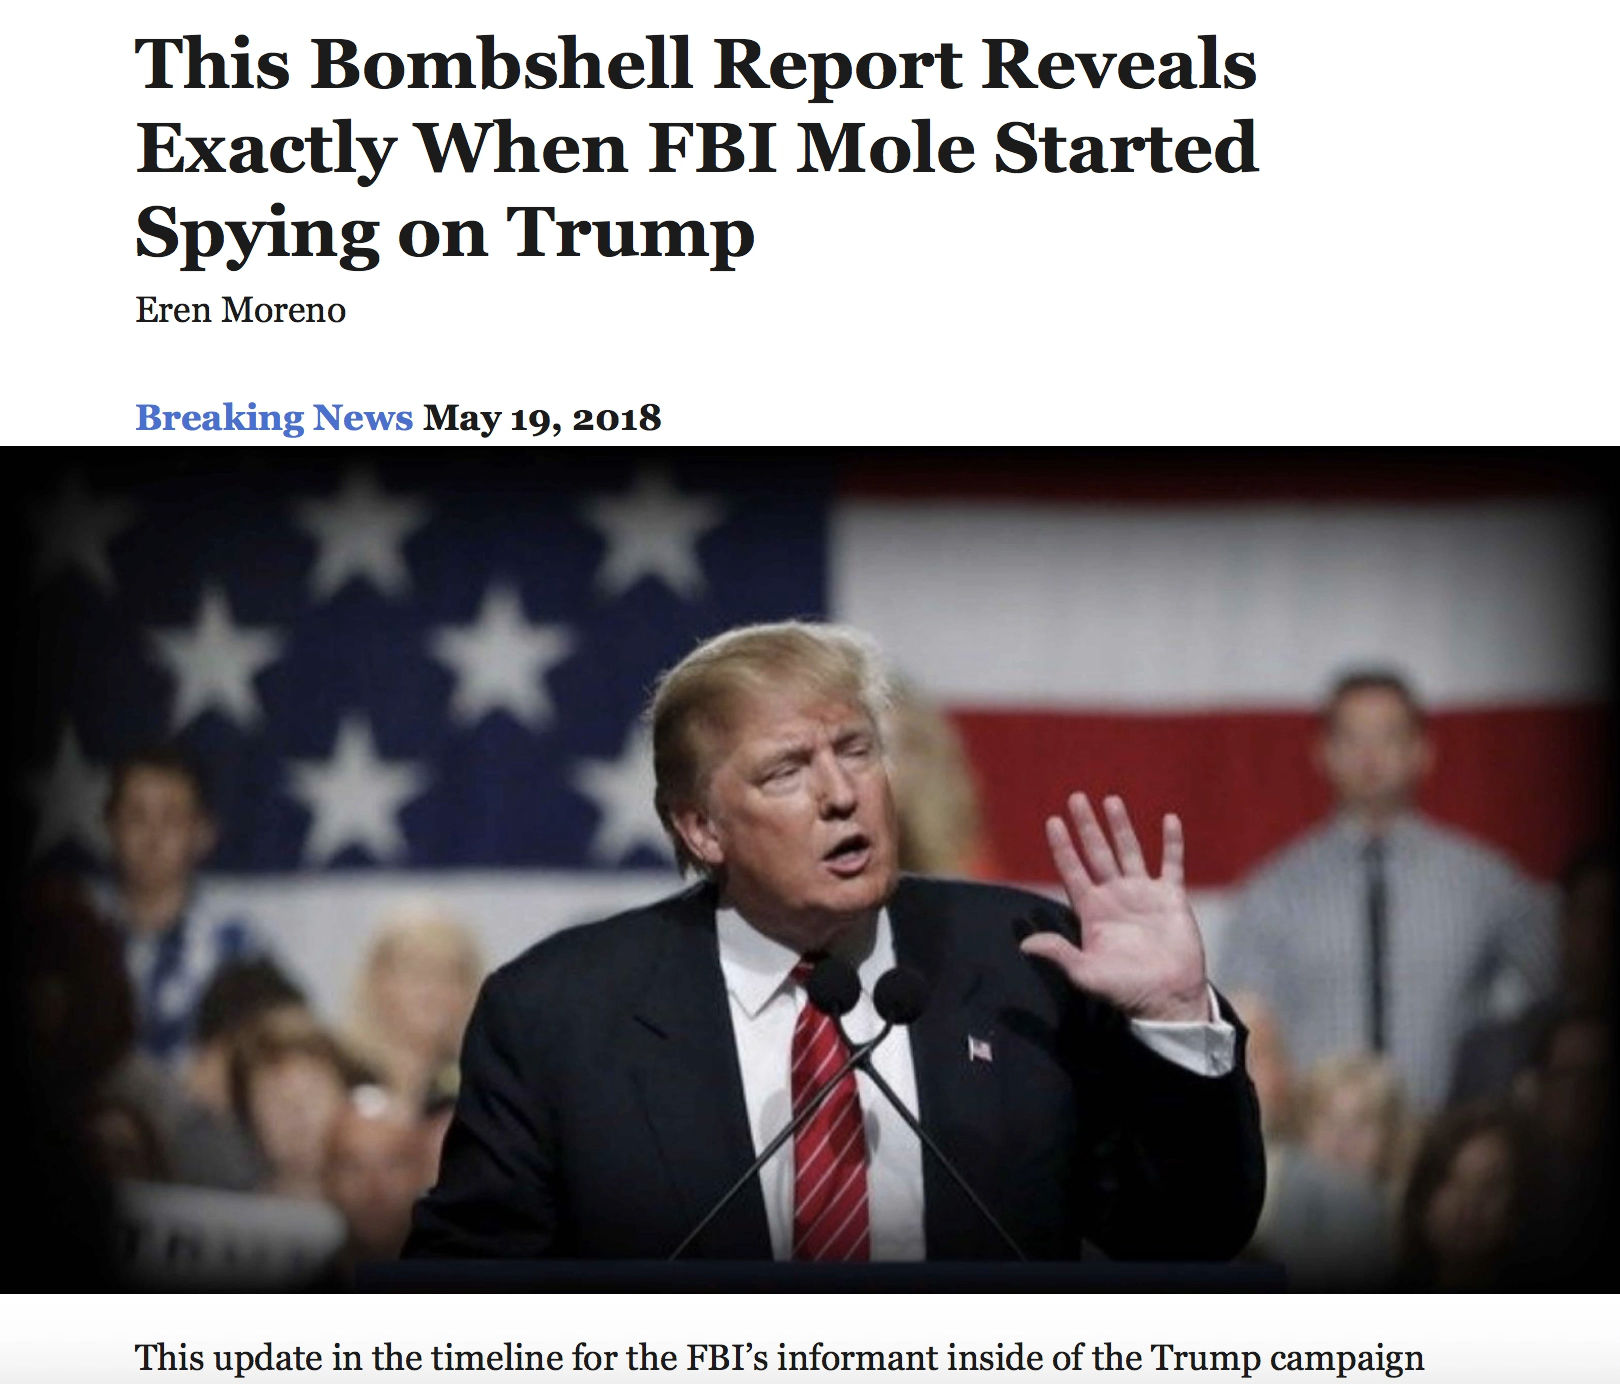 This Bombshell Report Reveals
Exactly When FBI Mole Started
Spying on Trump
Eren Moreno
Breaking News May 19, 2018
This update in the timeline for the FBI’s informant inside of the Trump campaign